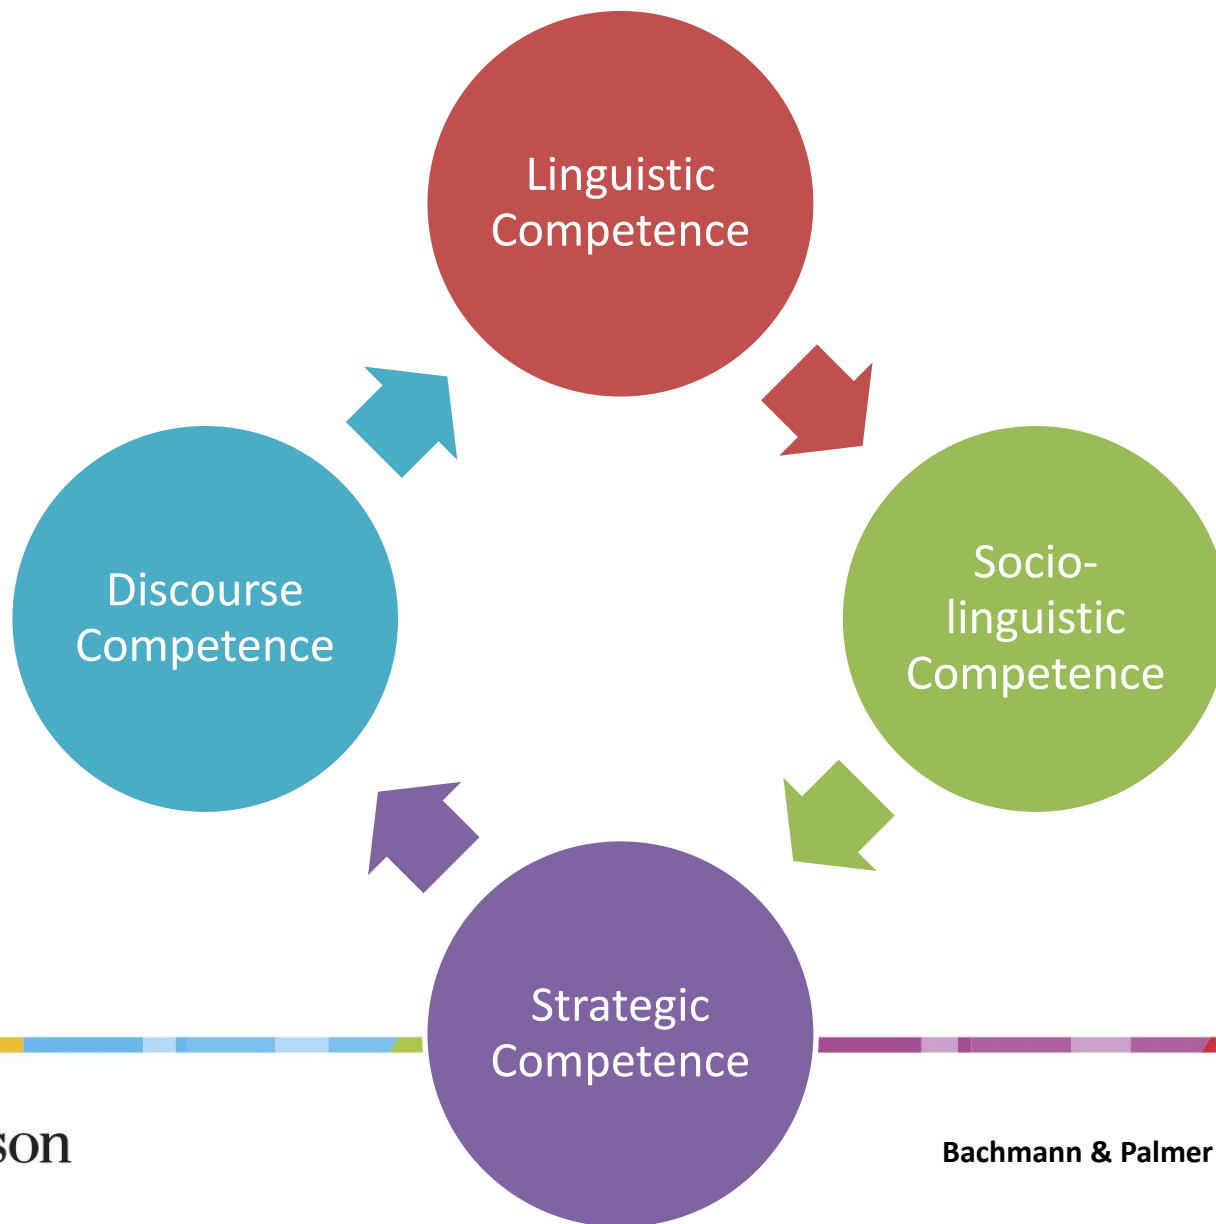 Linguistic
Competence
Socio-
linguistic
Competence
Discourse
Competence
Strategic
Competence
son
Bachmann & Palmer